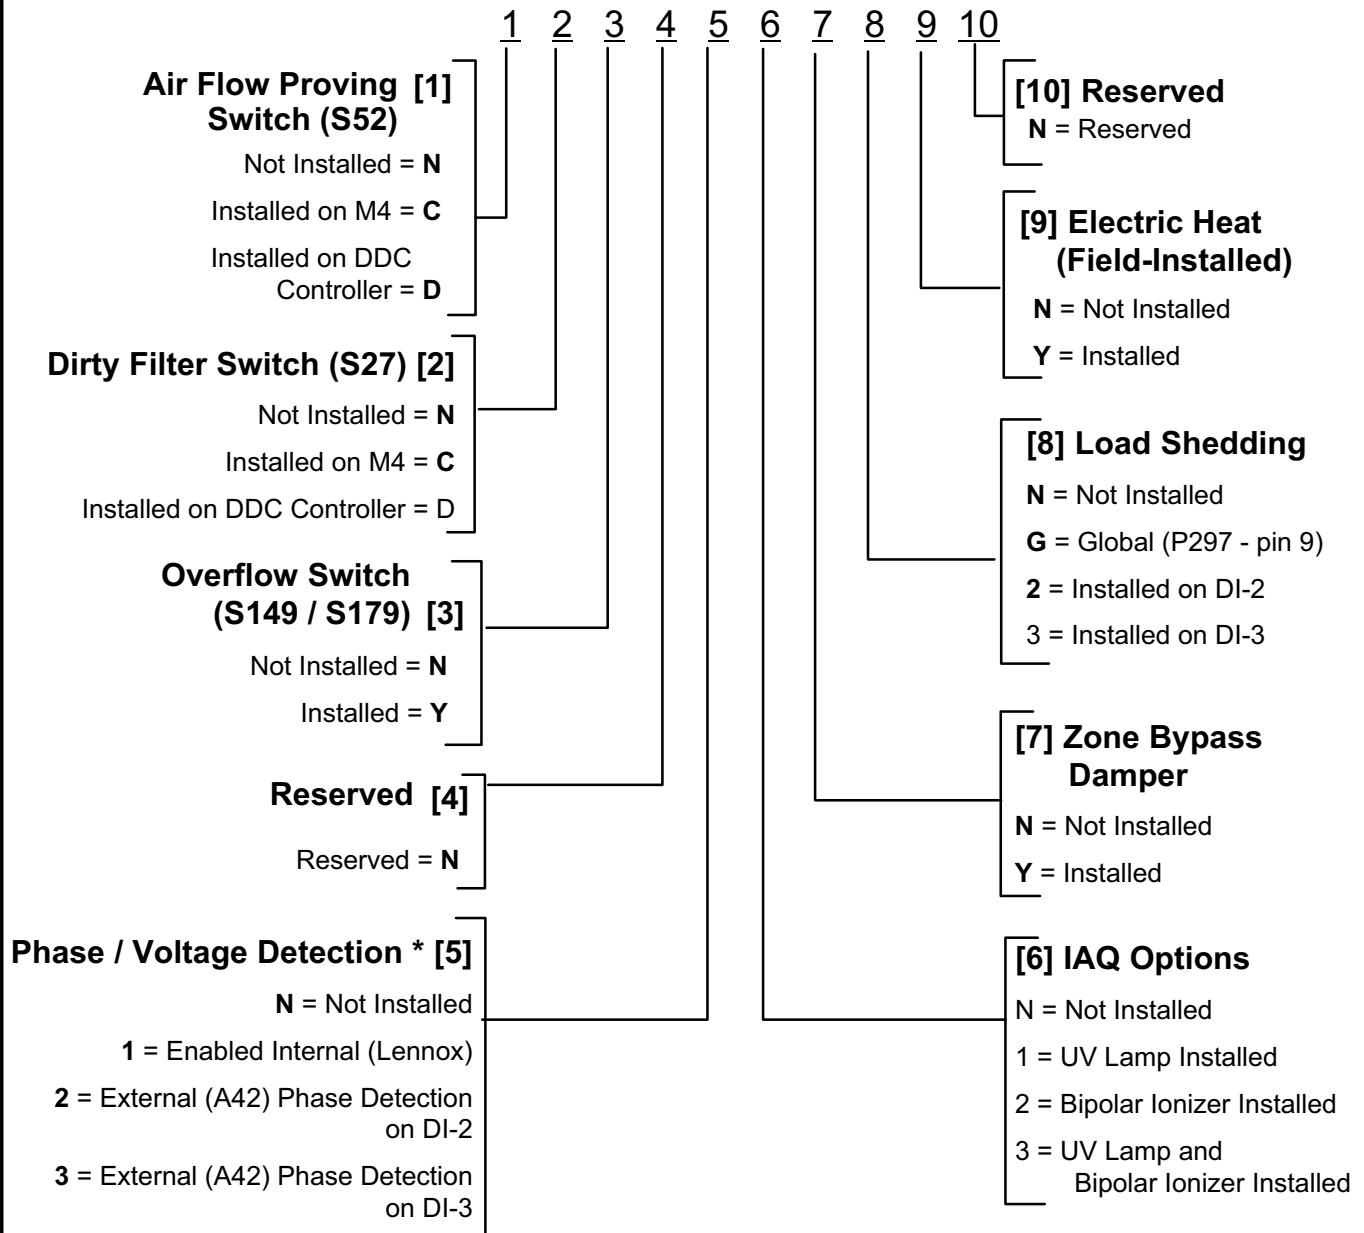 1 2 3 4 5 6 7 8 9 10
Air Flow Proving [1]
Switch (S52)
Not Installed = N
Installed on M4 = C
Installed on DDC
Controller = D
Dirty Filter Switch (S27) [2]
Not Installed = N
Installed on M4 = C
Installed on DDC Controller = D
Overflow Switch
(S149 / S179) [3]
Not Installed = N
Installed = Y
Reserved [4]
Reserved = N
Phase / Voltage Detection * [5]
N = Not Installed
1 = Enabled Internal (Lennox)
2 = External (A42) Phase Detection
on DI-2
3 = External (A42) Phase Detection
on DI-3
[10] Reserved
N = Reserved
[9] Electric Heat
(Field-Installed)
N = Not Installed
Y = Installed
[8] Load Shedding
N = Not Installed
G = Global (P297 - pin 9)
2 = Installed on DI-2
3 = Installed on DI-3
[7] Zone Bypass
Damper
N = Not Installed
Y = Installed
[6] IAQ Options
N = Not Installed
1 = UV Lamp Installed
2 = Bipolar Ionizer Installed
3 = UV Lamp and
Bipolar Ionizer Installed